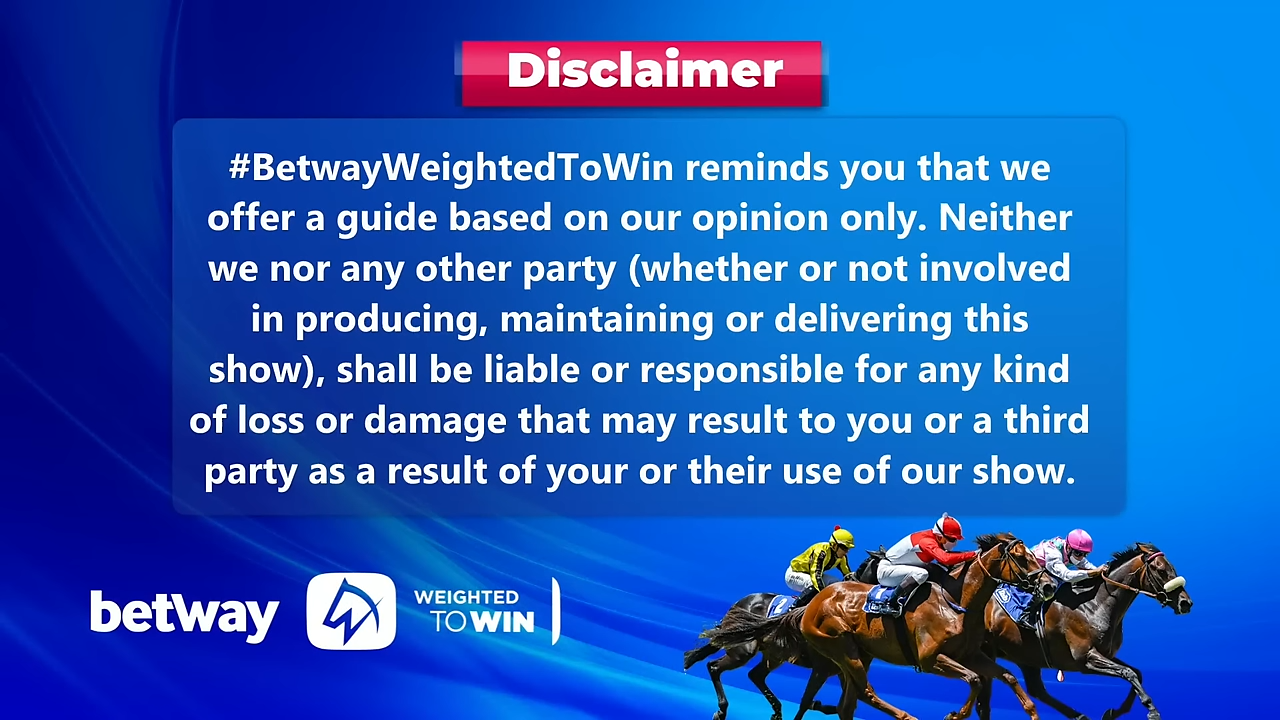 Disclaimer
#BetwayWeightedToWin reminds you that we
offer a guide based on our opinion only. Neither
we nor any other party (whether or not involved
in producing, maintaining or delivering this
show), shall be liable or responsible for any kind
of loss or damage that may result to you or a third
party as a result of your or their use of our show.
betway
WEIGHTED
TO WIN